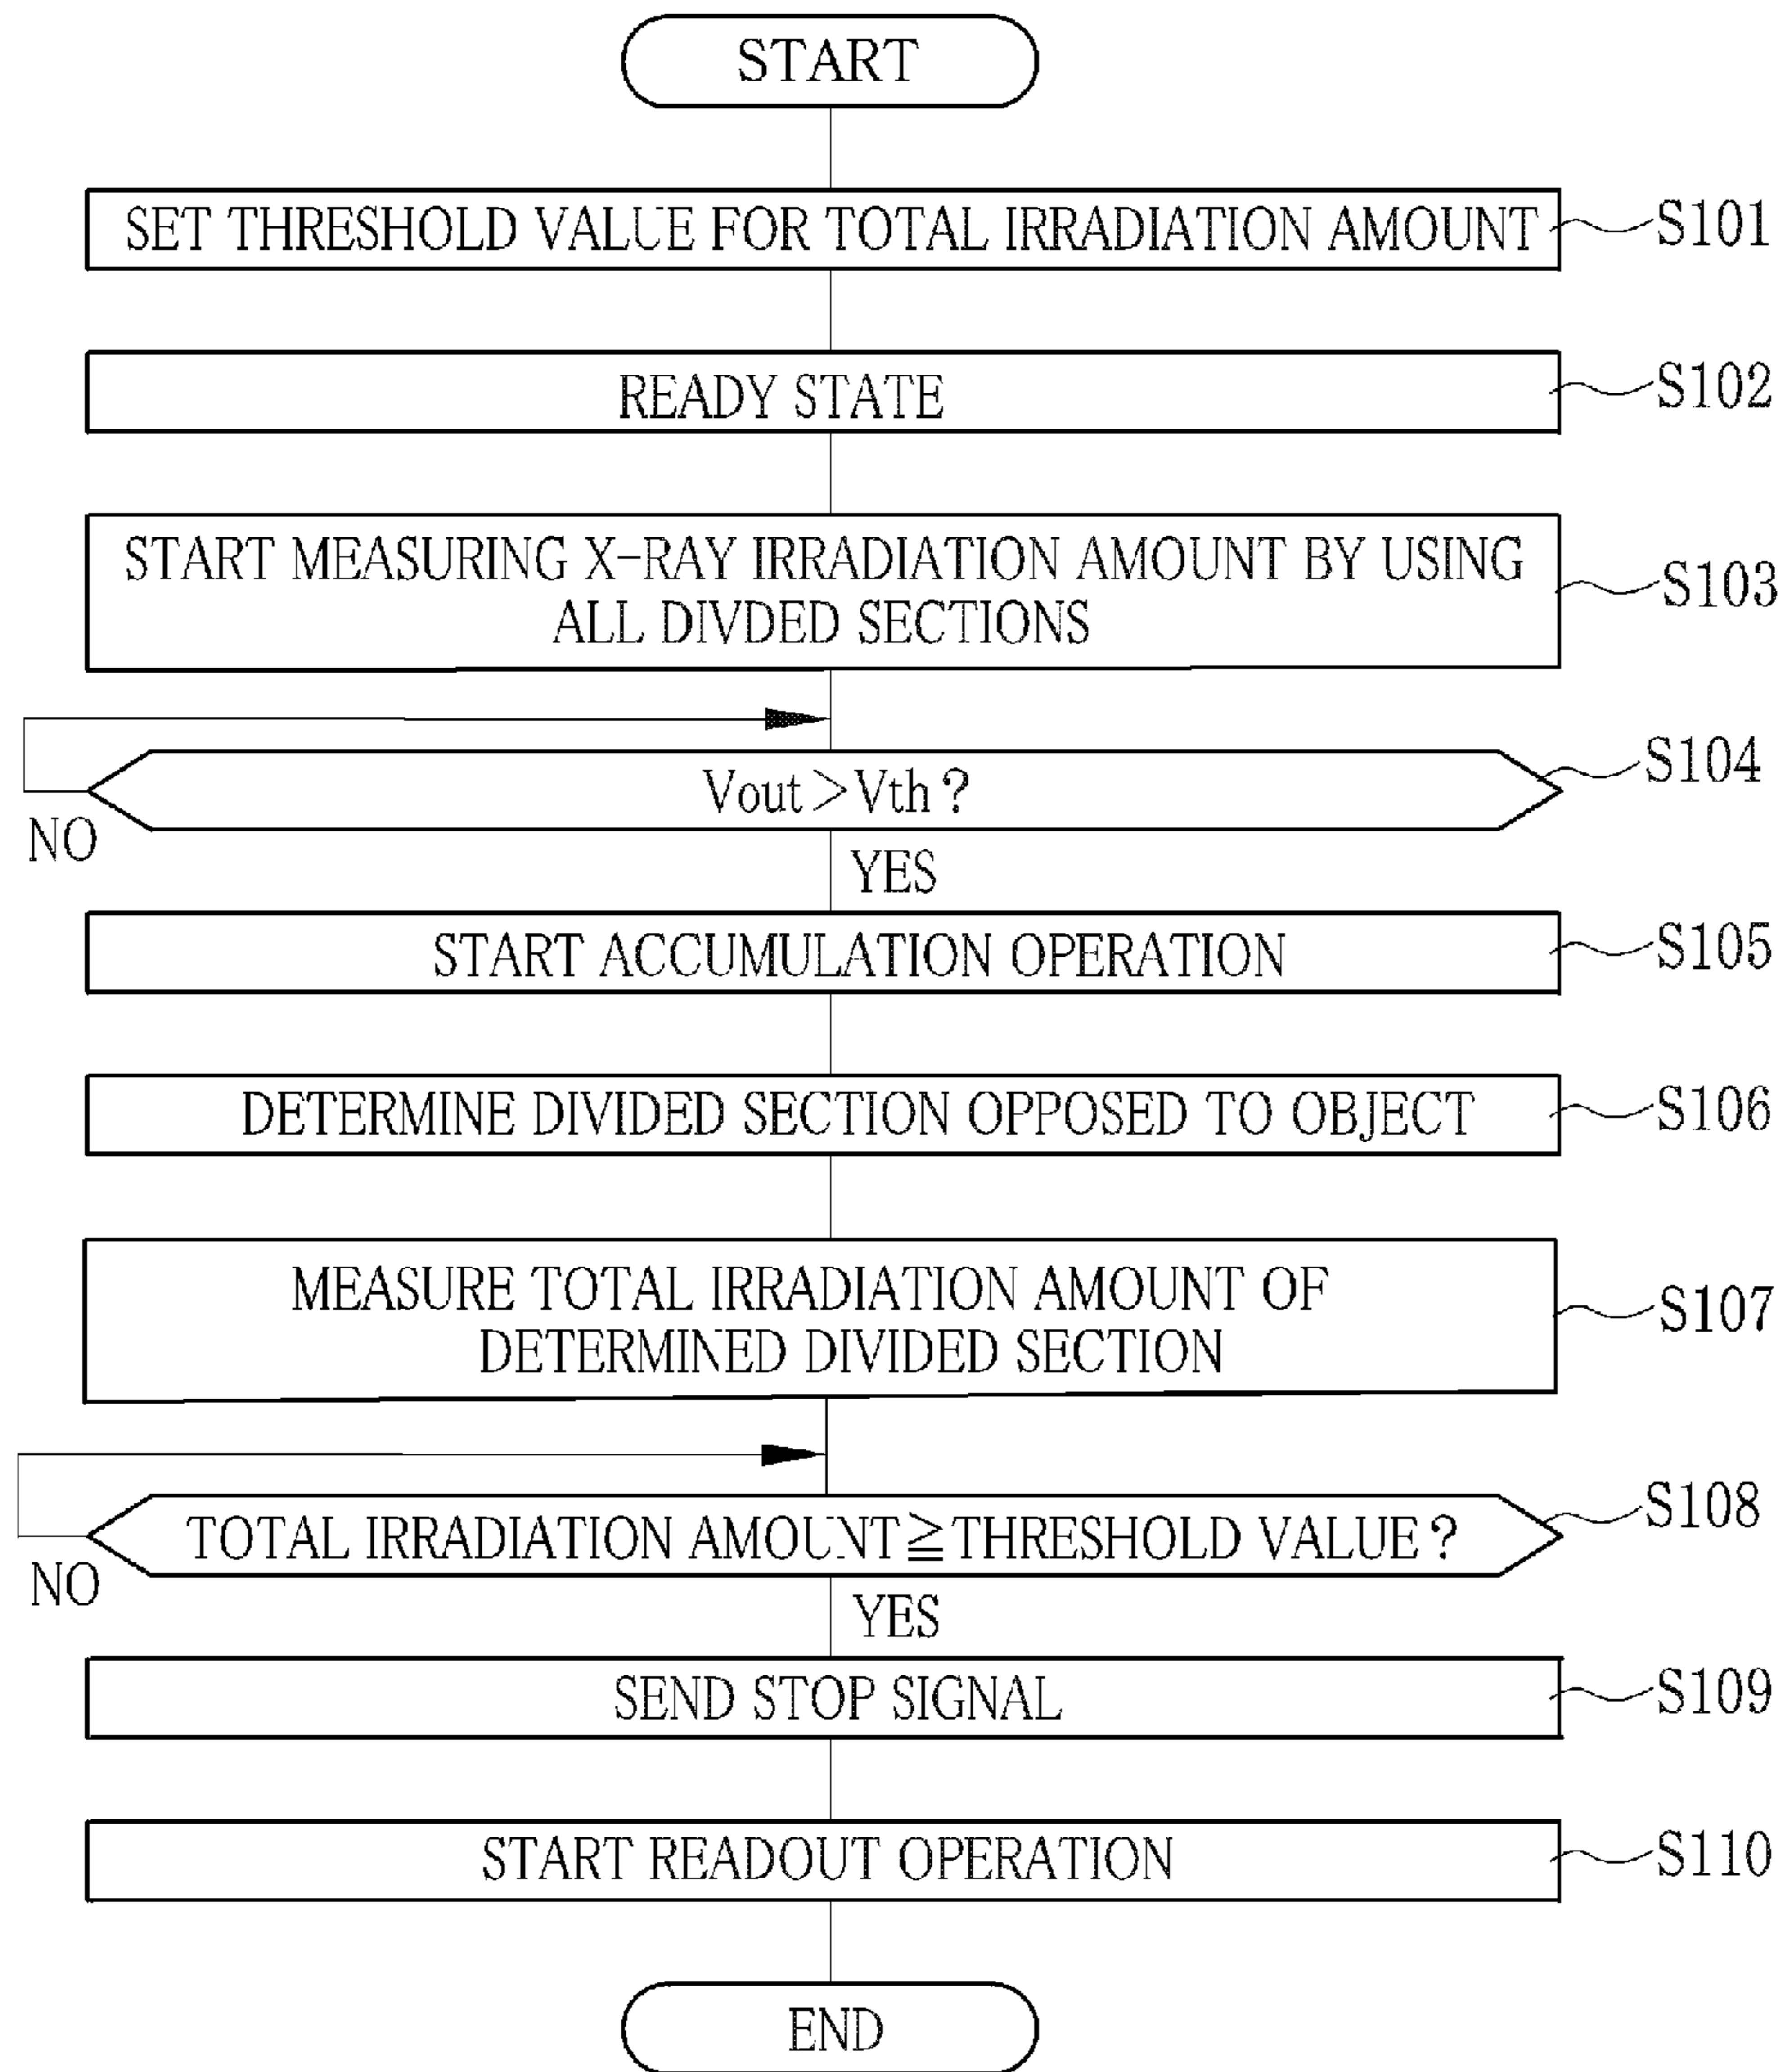 START
SET THRESHOLD VALUE FOR TOTAL IRRADIATION AMOUNT
S101
READY STATE
S102
START MEASURING X-RAY IRRADIATION AMOUNT BY USING
ALL DIVDED SECTIONS
S103
Vout>Vth?
S104
NO
YES
START ACCUMULATION OPERATION
S105
DETERMINE DIVIDED SECTION OPPOSED TO OBJECT
S106
MEASURE TOTAL IRRADIATION AMOUNT OF
DETERMINED DIVIDED SECTION
S107
TOTAL IRRADIATION AMOUNT≧THRESHOLD VALUE?
S108
NO
YES
SEND STOP SIGNAL
S109
START READOUT OPERATION
S110
END